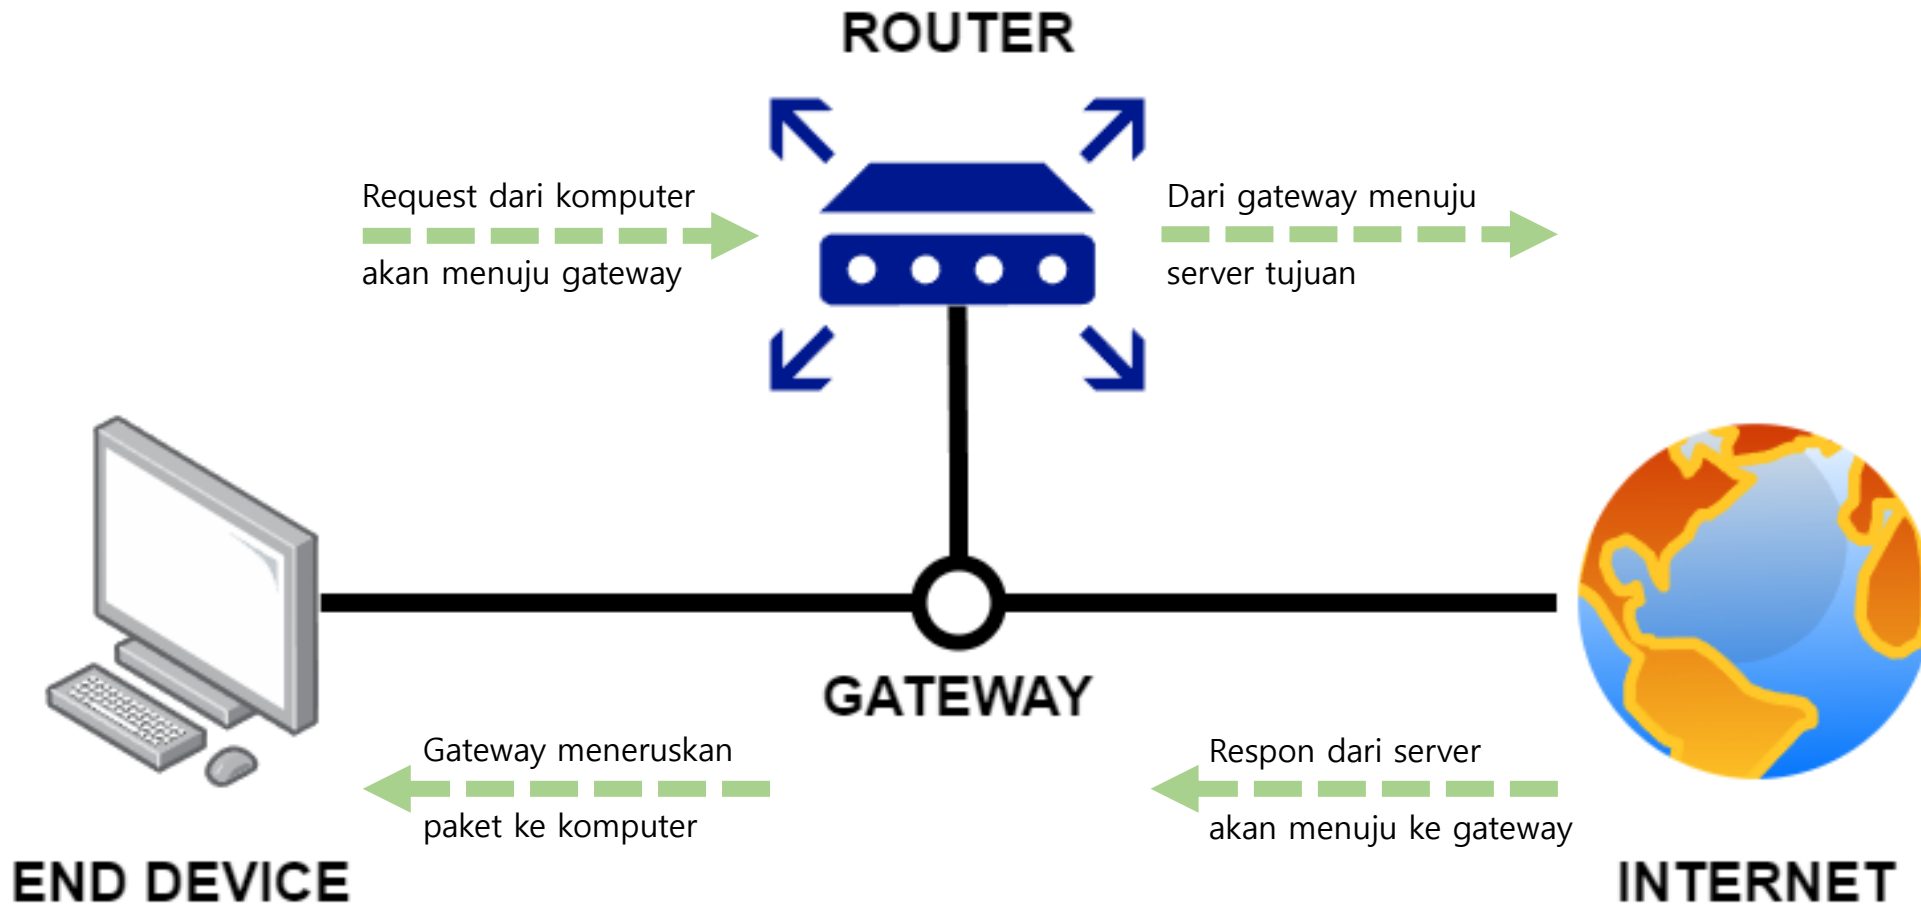 ROUTER
Request dari komputer
akan menuju gateway
Dari gateway menuju
server tujuan
GATEWAY
Gateway meneruskan
paket ke komputer
Respon dari server
akan menuju ke gateway
END DEVICE
INTERNET